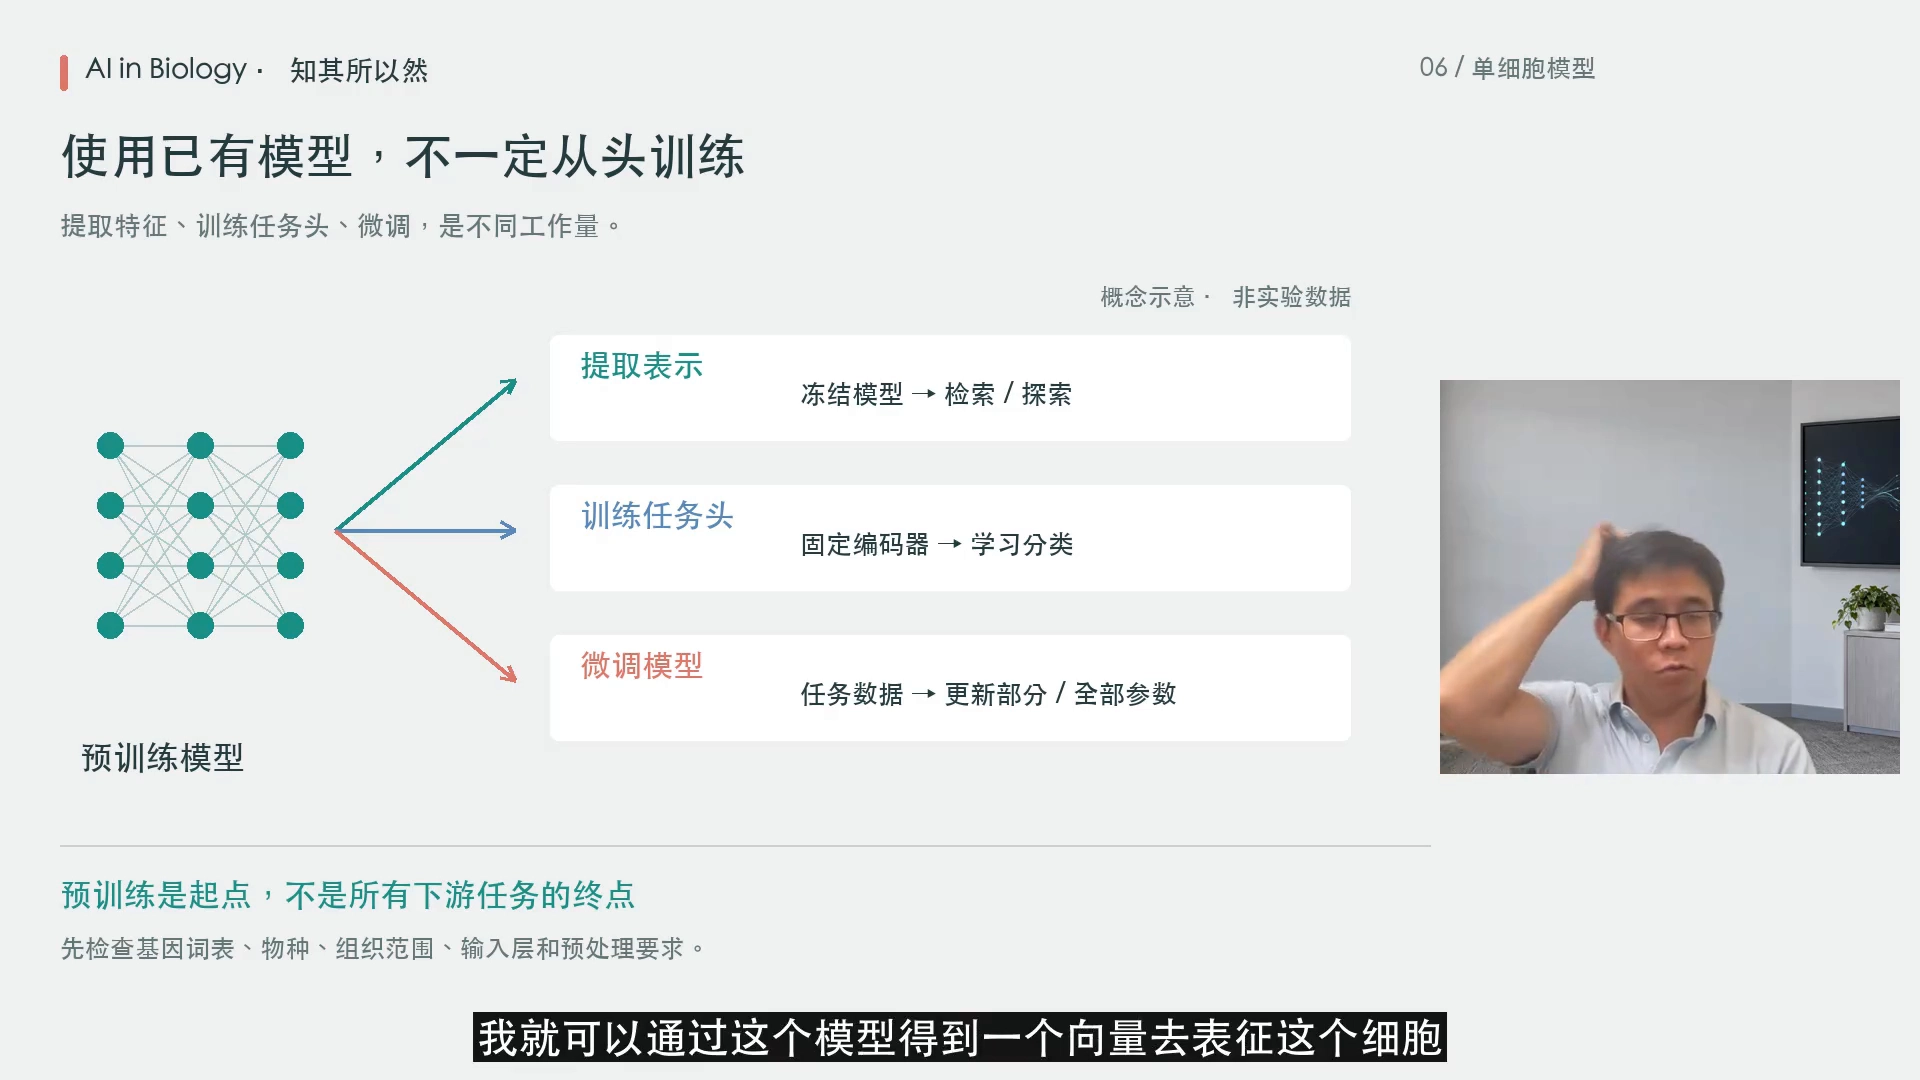 AI in Biology · 知其所以然
06 / 单细胞模型
使用已有模型，不一定从头训练
提取特征、训练任务头、微调，是不同工作量。
概念示意 · 非实验数据
提取表示
冻结模型 → 检索 / 探索
训练任务头
固定编码器 → 学习分类
微调模型
任务数据 → 更新部分 / 全部参数
预训练模型
预训练是起点，不是所有下游任务的终点
先检查基因词表、物种、组织范围、输入层和预处理要求。
我就可以通过这个模型得到一个向量去表征这个细胞